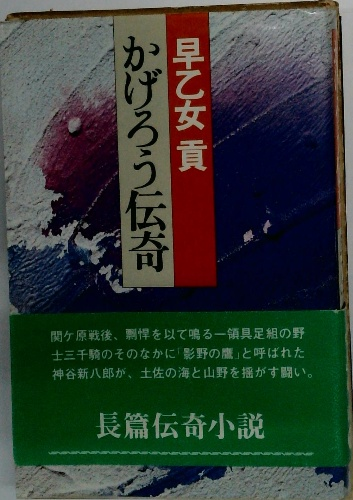 早乙女 貢
かげろう伝奇
関ケ原戦後、剽悍を以て鳴る一領具足組の野
士三千騎のそのなかに「影野の鷹」と呼ばれた
神谷新八郎が、土佐の海と山野を揺がす闘い。
長篇伝奇小説